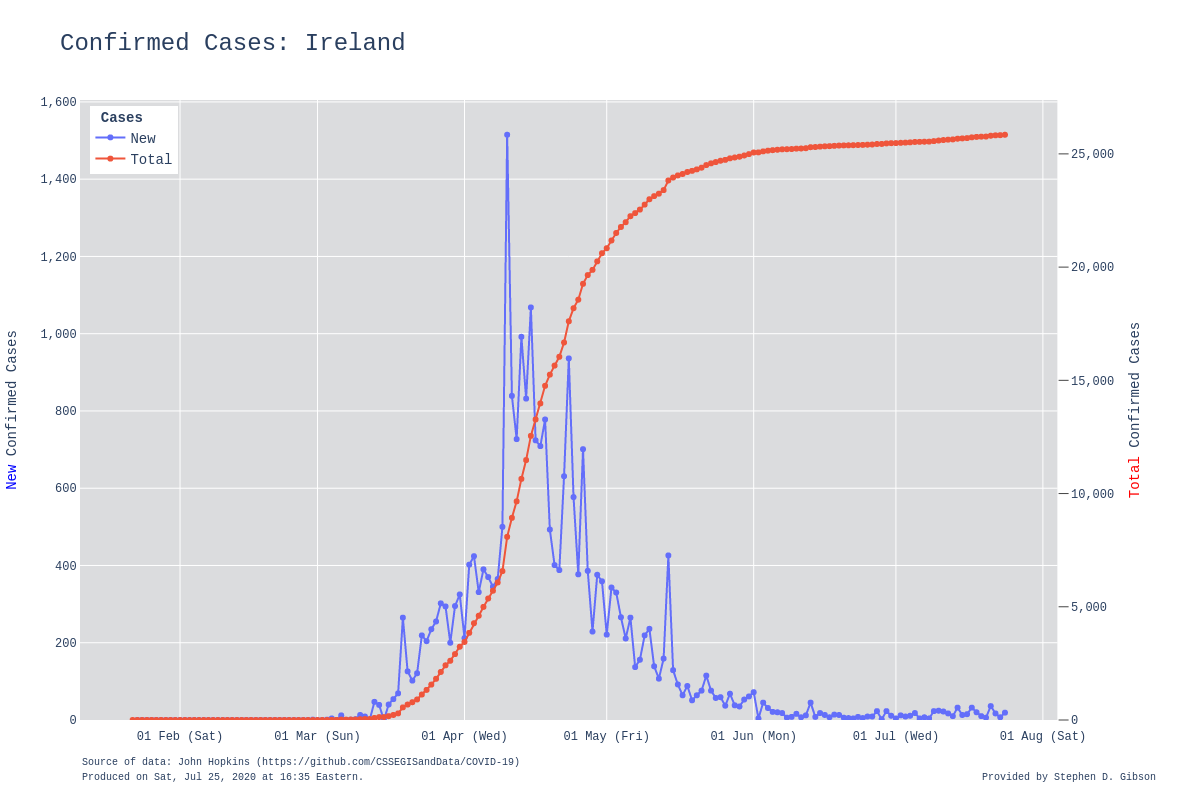 Confirmed Cases: Ireland
Cases
New
Total
1,600
1,400
1,200
1,000
800
600
400
200
0
New Confirmed Cases
25,000
20,000
15,000
10,000
5,000
0
Total Confirmed Cases
01 Feb (Sat) 01 Mar (Sun) 01 Apr (Wed) 01 May (Fri) 01 Jun (Mon) 01 Jul (Wed) 01 Aug (Sat)
Source of data: John Hopkins (https://github.com/CSSEGISandData/COVID-19)
Produced on Sat, Jul 25, 2020 at 16:35 Eastern.
Provided by Stephen D. Gibson